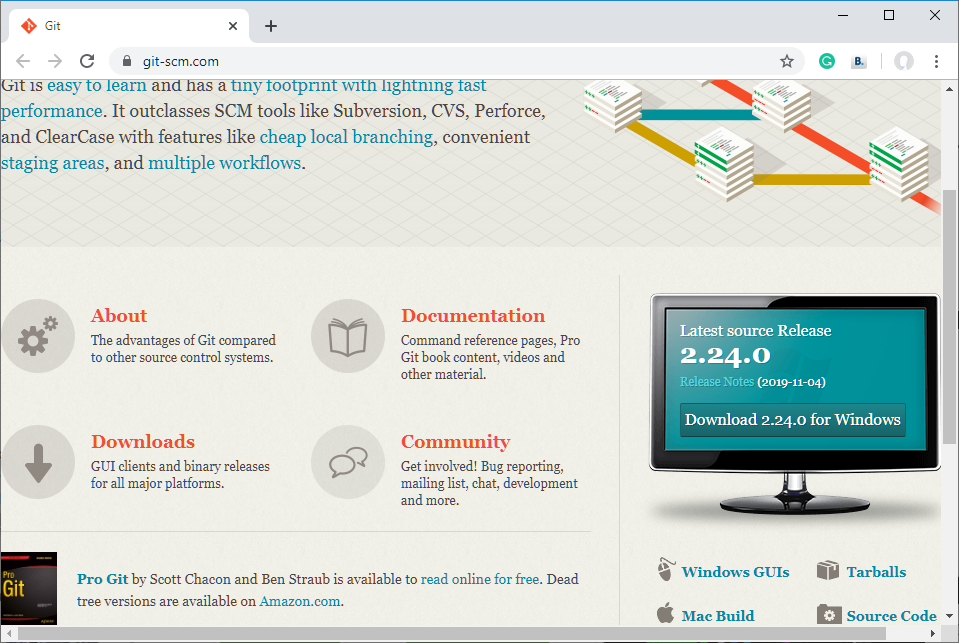 Git
git-scm.com
B.
Git is easy to learn and has a tiny footprint with lightning fast
performance. It outclasses SCM tools like Subversion, CVS, Perforce,
and ClearCase with features like cheap local branching, convenient
staging areas, and multiple workflows.
About
The advantages of Git compared
to other source control systems.
Documentation
Command reference pages, Pro
Git book content, videos and
other material.
Downloads
GUI clients and binary releases
for all major platforms.
Community
Get involved! Bug reporting,
mailing list, chat, development
and more.
Latest source Release
2.24.0
Release Notes (2019-11-04)
Download 2.24.0 for Windows
Pro
Git
Pro Git by Scott Chacon and Ben Straub is available to read online for free. Dead
tree versions are available on Amazon.com.
Windows GUIs
Tarballs
Mac Build
Source Code